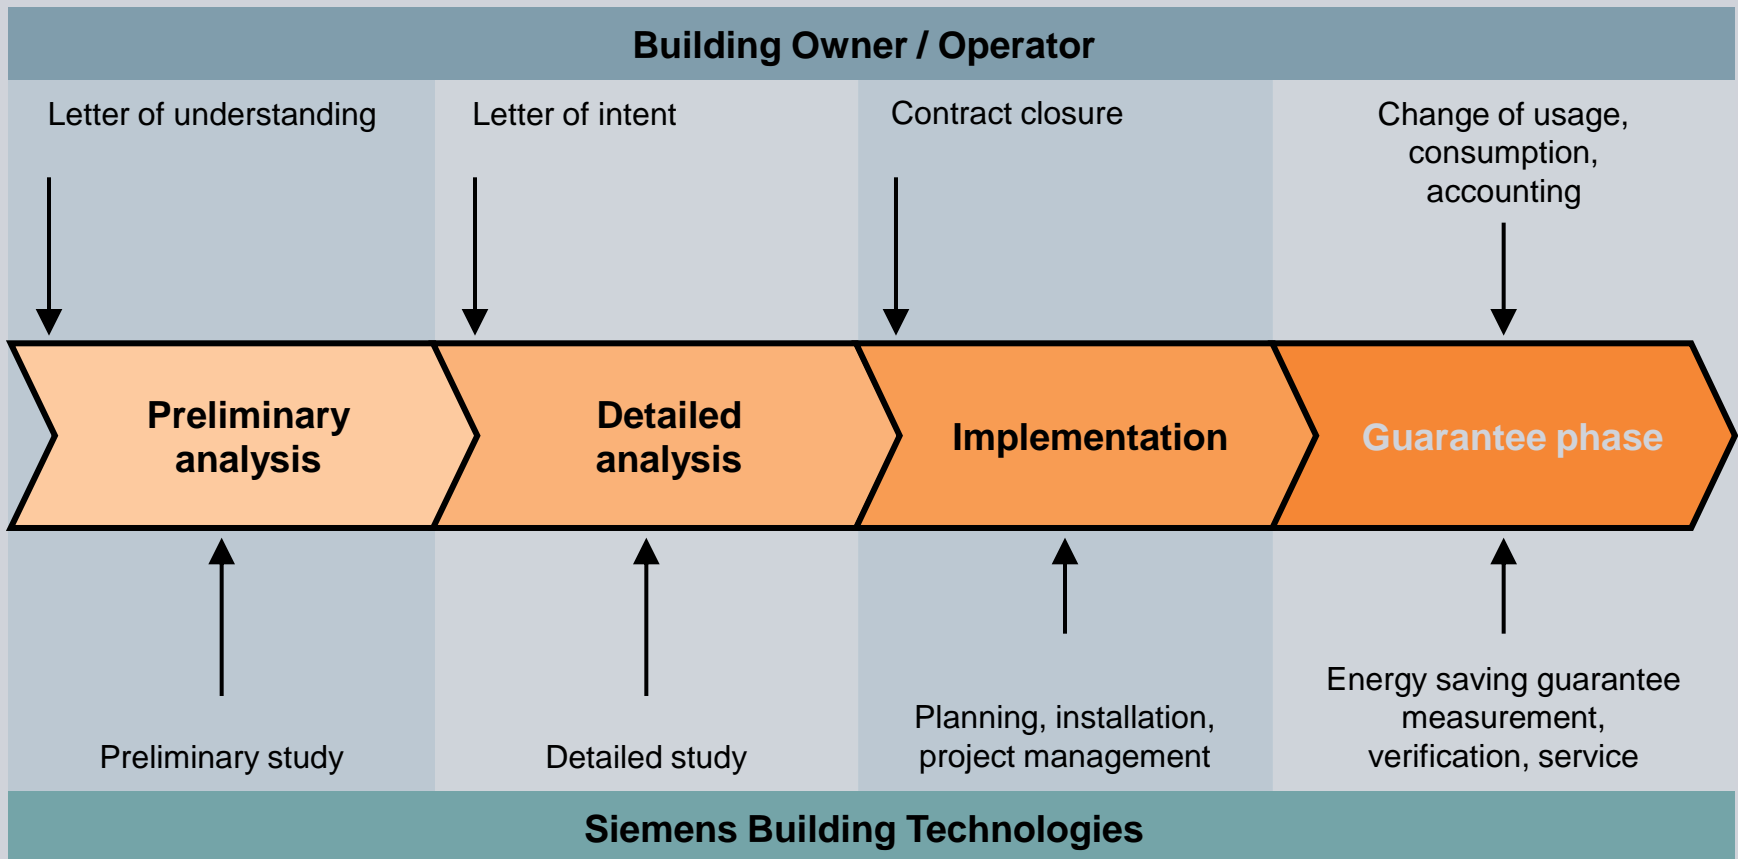 Building Owner / Operator
Letter of understanding
Letter of intent
Contract closure
Change of usage,
consumption,
accounting
Preliminary
analysis
Detailed
analysis
Implementation
Guarantee phase
Preliminary study
Detailed study
Planning, installation,
project management
Energy saving guarantee
measurement,
verification, service
Siemens Building Technologies